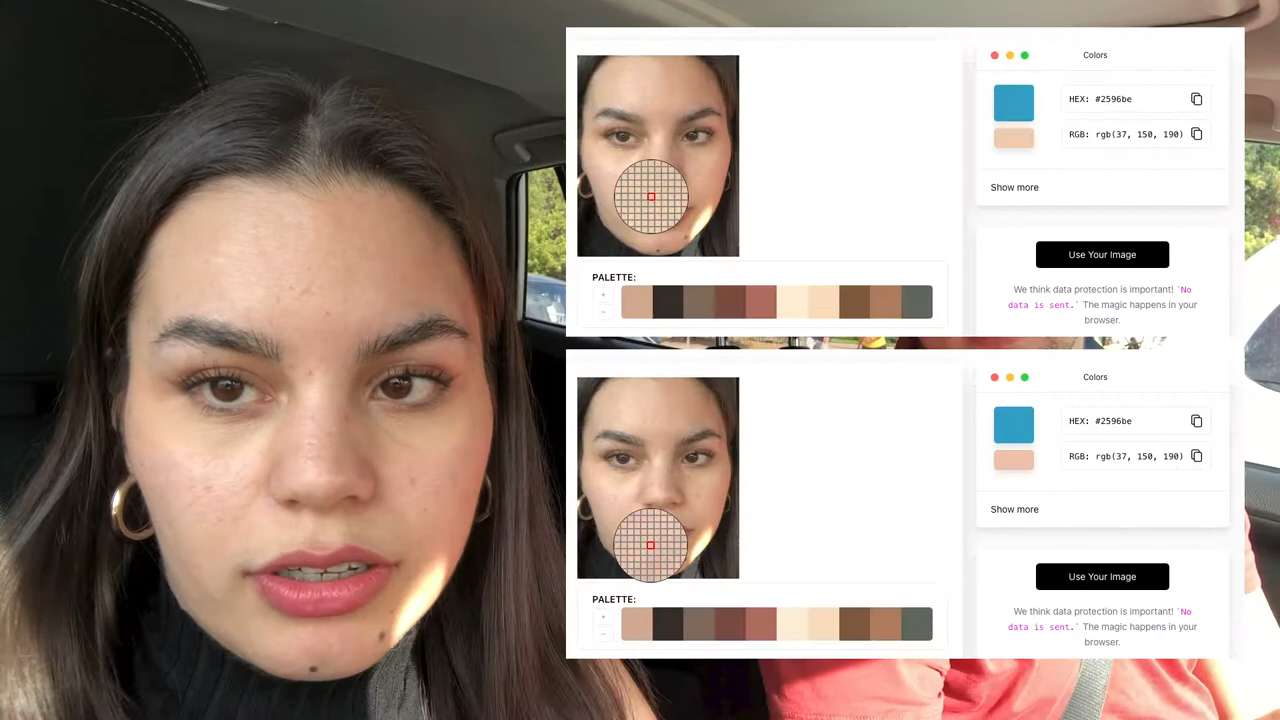 Colors
HEX: #2596be
RGB: rgb(37, 150, 190)
Show more
Use Your Image
We think data protection is important! `No
data is sent.` The magic happens in your
browser.
PALETTE:
+
−
Colors
HEX: #2596be
RGB: rgb(37, 150, 190)
Show more
Use Your Image
We think data protection is important! `No
data is sent.` The magic happens in your
browser.
PALETTE:
+
−